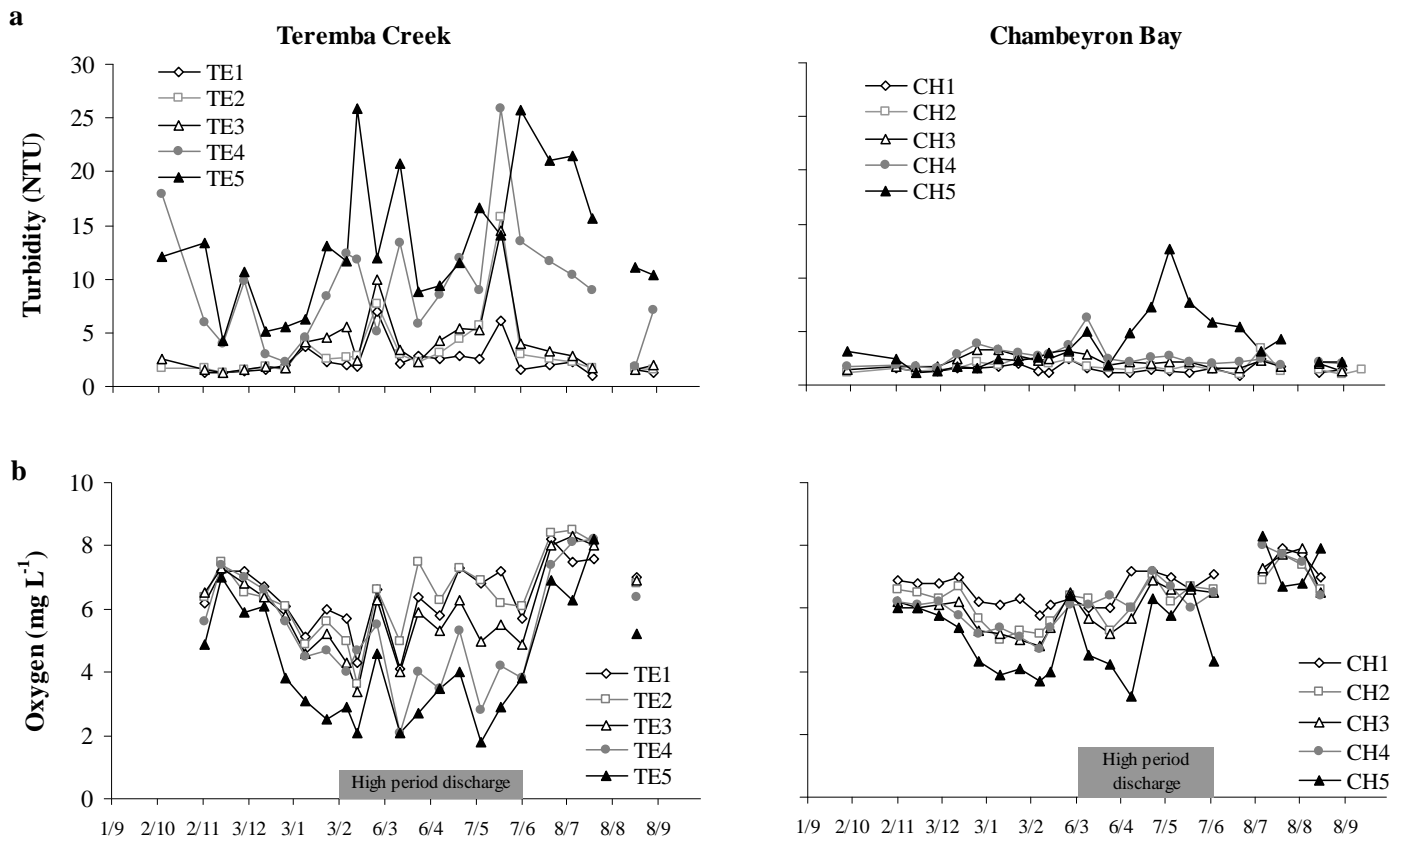 a
Teremba Creek
Chambeyron Bay
Turbidity (NTU)
30
25
20
15
10
5
0
TE1
TE2
TE3
TE4
TE5
CH1
CH2
CH3
CH4
CH5
b
Oxygen (mg L-1)
10
8
6
4
2
0
TE1
TE2
TE3
TE4
TE5
High period discharge
1/9 2/10 2/11 3/12 3/1 3/2 6/3 6/4 7/5 7/6 8/7 8/8 8/9
CH1
CH2
CH3
CH4
CH5
High period
discharge
1/9 2/10 2/11 3/12 3/1 3/2 6/3 6/4 7/5 7/6 8/7 8/8 8/9